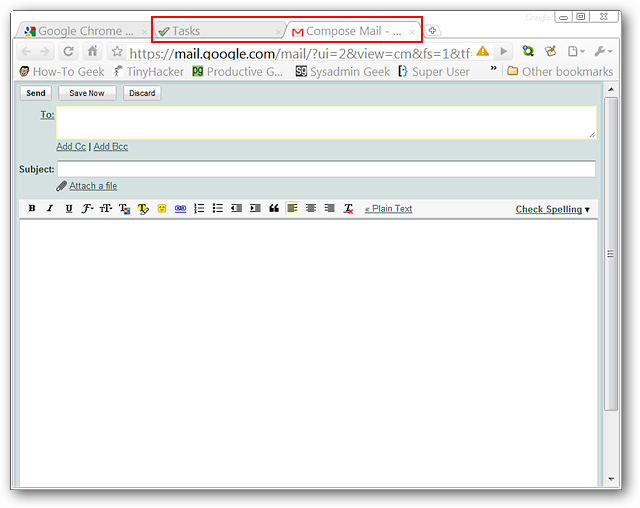 Google
Google Chrome ... Tasks Compose Mail - ...
https://mail.google.com/mail/?ui=2&view=cm&fs=1&tf
How-To Geek TinyHacker Productive G... Sysadmin Geek Super User » Other bookmarks
Send Save Now Discard
To:
Add Cc | Add Bcc
Subject:
Attach a file
B I U « Plain Text Check Spelling ▼